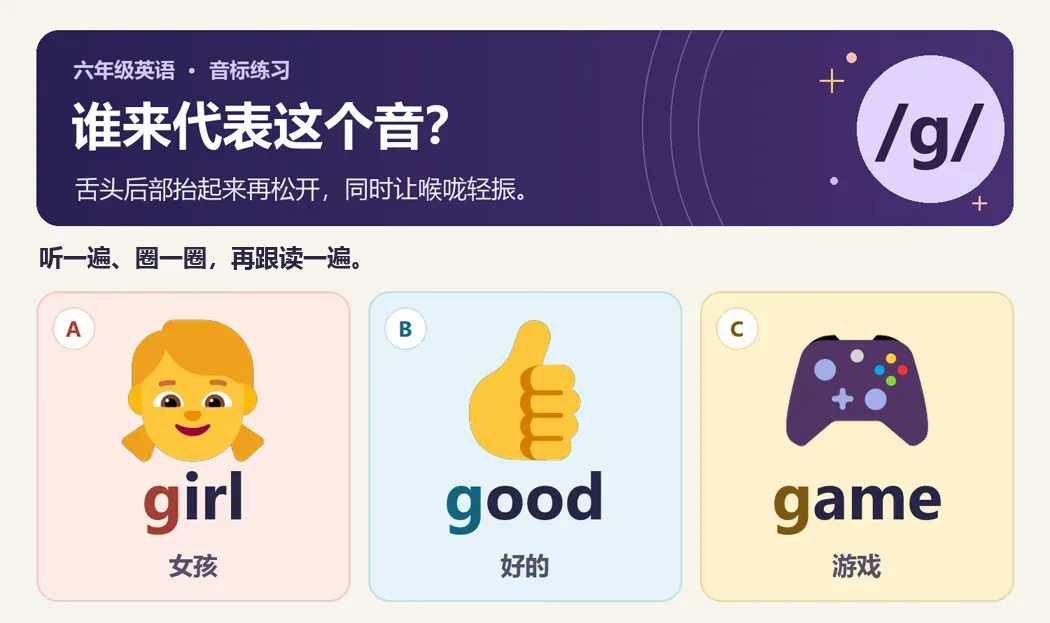 六年级英语 • 音标练习
谁来代表这个音？
舌头后部抬起来再松开，同时让喉咙轻振。
/g/
听一遍、圈一圈，再跟读一遍。
A
girl
女孩
B
good
好的
C
game
游戏